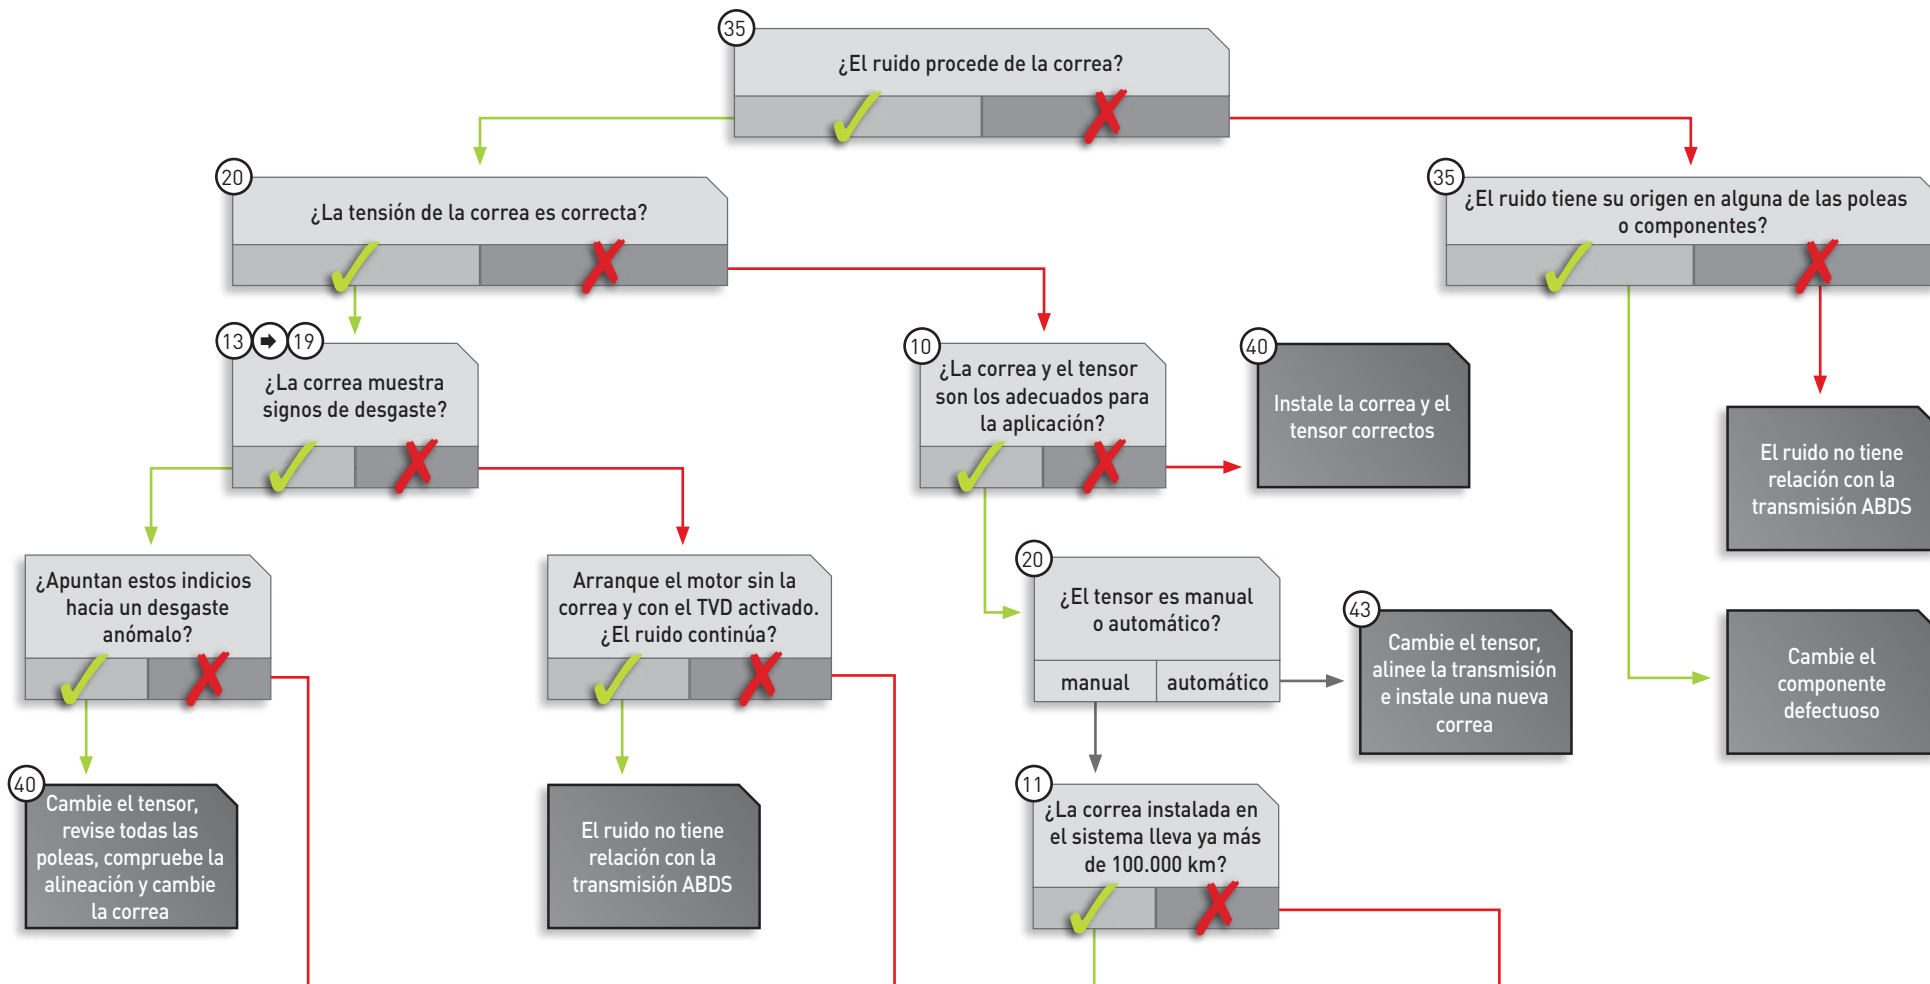 35
¿El ruido procede de la correa?
20
¿La tensión de la correa es correcta?
35
¿El ruido tiene su origen en alguna de las poleas
o componentes?
13 19
¿La correa muestra
signos de desgaste?
10
¿La correa y el tensor
son los adecuados para
la aplicación?
40
Instale la correa y el
tensor correctos
El ruido no tiene
relación con la
transmisión ABDS
¿Apuntan estos indicios
hacia un desgaste
anómalo?
Arranque el motor sin la
correa y con el TVD activado.
¿El ruido continúa?
20
¿El tensor es manual
o automático?
manual automático
43
Cambie el tensor,
alinee la transmisión
e instale una nueva
correa
Cambie el
componente
defectuoso
40
Cambie el tensor,
revise todas las
poleas, compruebe la
alineación y cambie
la correa
El ruido no tiene
relación con la
transmisión ABDS
11
¿La correa instalada en
el sistema lleva ya más
de 100.000 km?